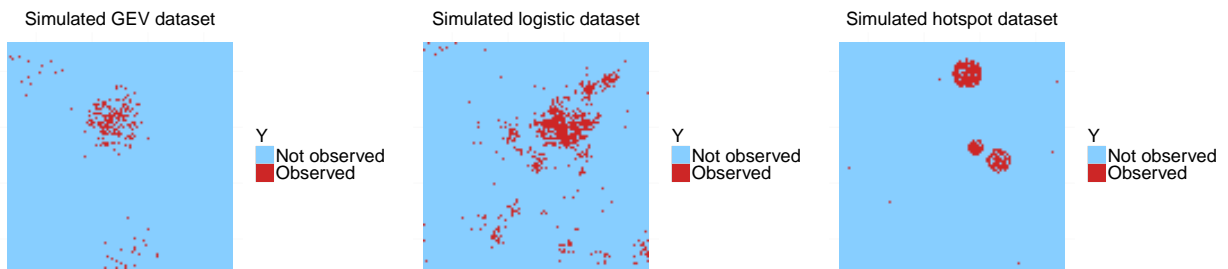 Simulated GEV dataset
Y
Not observed
Observed
Simulated logistic dataset
Y
Not observed
Observed
Simulated hotspot dataset
Y
Not observed
Observed